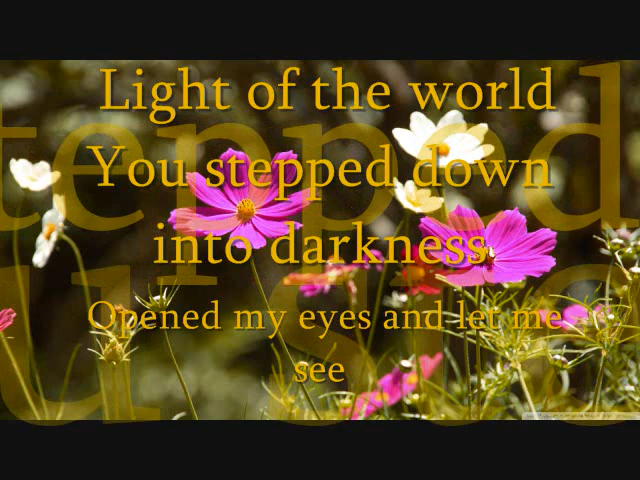 Light of the world
You stepped down
into darkness.
Opened my eyes and let me
see